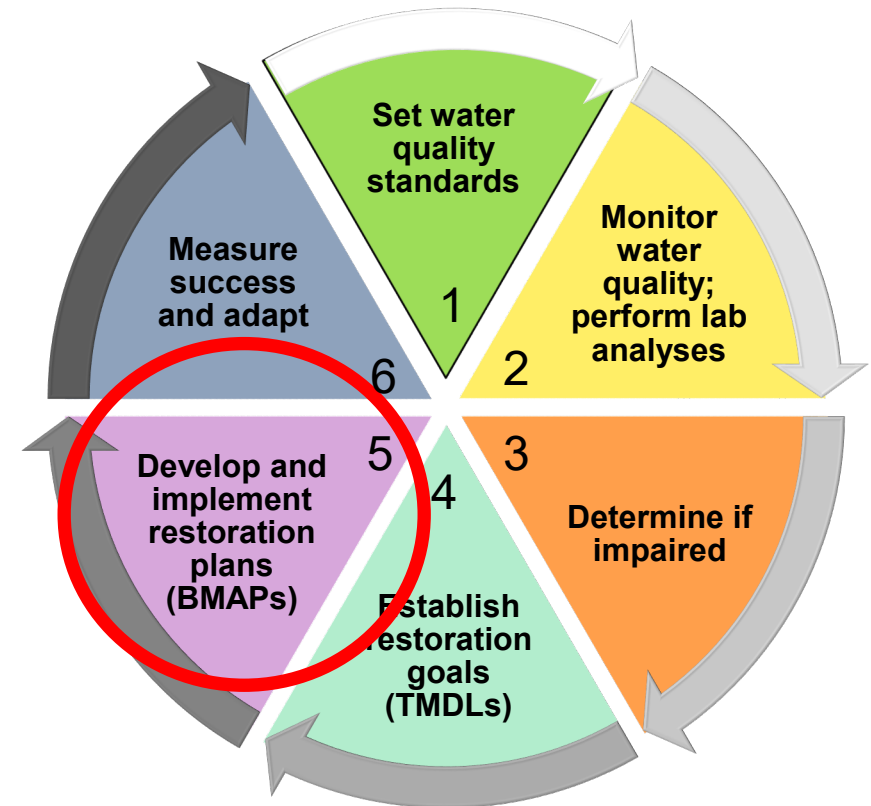 Set water
quality
standards
1
Monitor
water
quality;
perform lab
analyses
2
3
Determine if
impaired
4
Establish
restoration
goals
(TMDLs)
5
Develop and
implement
restoration
plans
(BMAPs)
6
Measure
success
and adapt